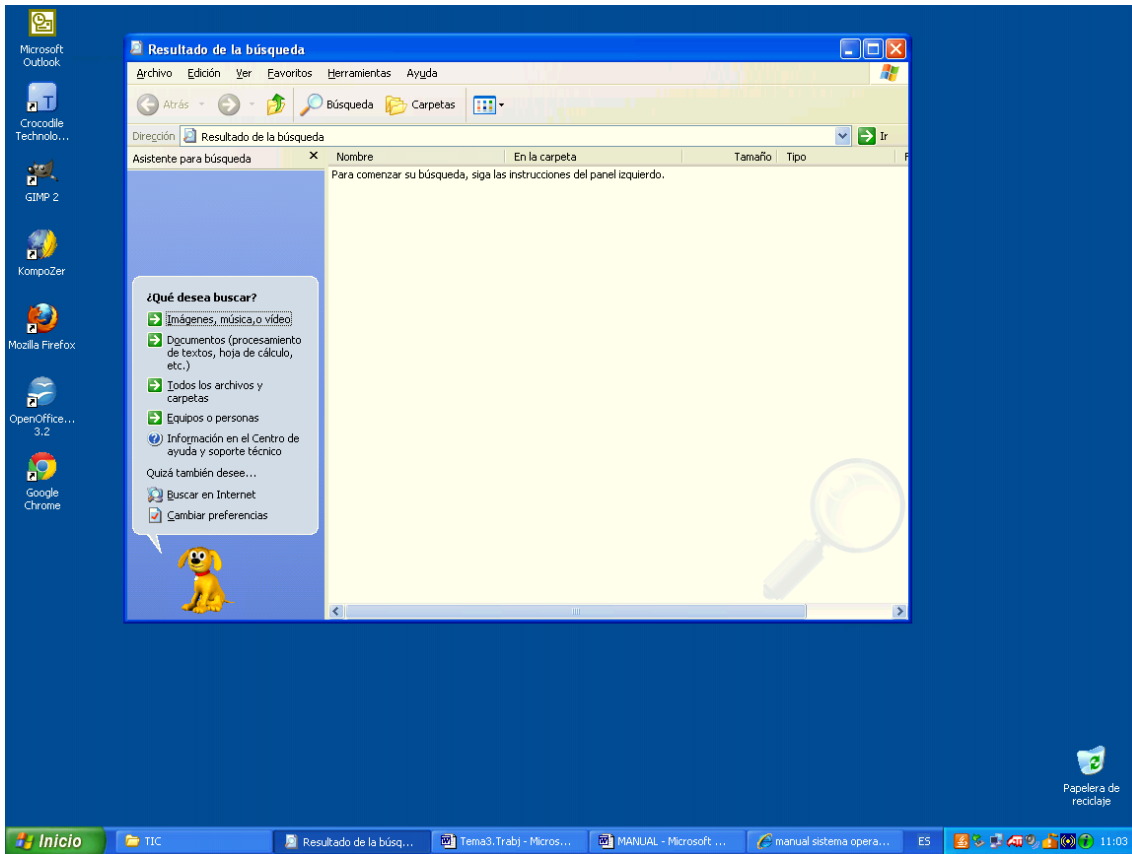 Microsoft
Outlook
Crocodile
Technolo...
GIMP 2
KompoZer
Mozilla Firefox
OpenOffice...
3.2
Google
Chrome
Resultado de la búsqueda
Archivo Edición Ver Favoritos Herramientas Ayuda
Atrás Búsqueda Carpetas
Dirección Resultado de la búsqueda Ir
Asistente para búsqueda
Nombre En la carpeta Tamaño Tipo F
Para comenzar su búsqueda, siga las instrucciones del panel izquierdo.
¿Qué desea buscar?
Imágenes, música,o vídeo
Documentos (procesamiento
de textos, hoja de cálculo,
etc.)
Todos los archivos y
carpetas
Equipos o personas
Información en el Centro de
ayuda y soporte técnico
Quizá también desee...
Buscar en Internet
Cambiar preferencias
Papelera de
reciclaje
Inicio TIC Resultado de la búsq... Tema3.Trabj - Micros... MANUAL - Microsoft ... manual sistema opera... ES 11:03